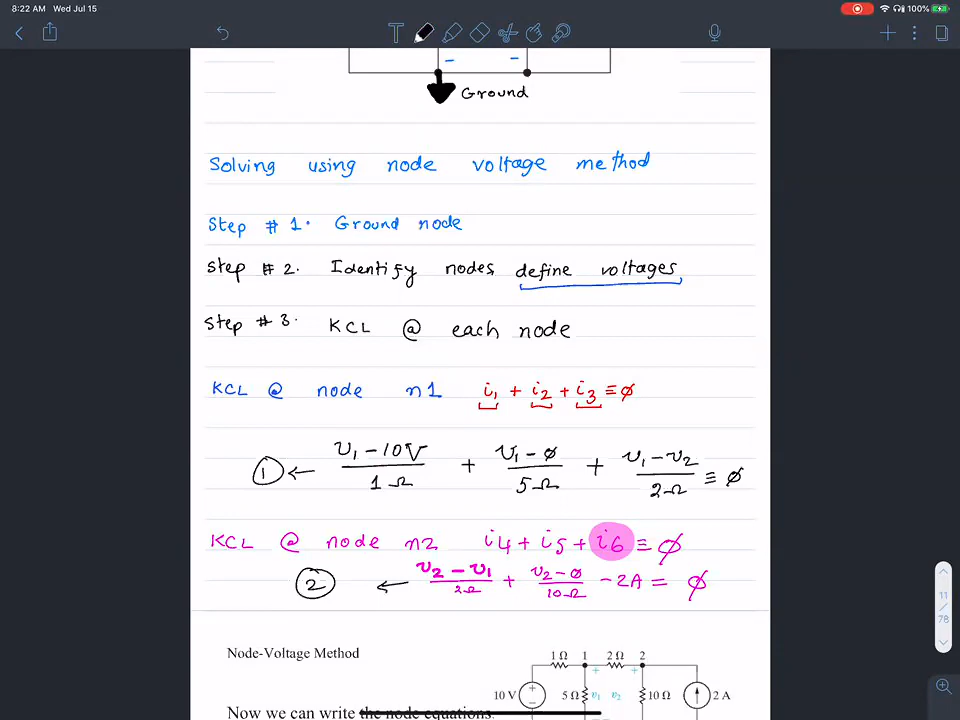 8:22 AM Wed Jul 15
100%
T
Ground
Solving using node voltage method
Step # 1. Ground node
Step # 2. Identify nodes define voltages
Step # 3. KCL @ each node
KCL @ node n1 i1 + i2 + i3 ≡ ϕ
1 ← (v1 − 10V)/(1Ω) + (v1 − ϕ)/(5Ω) + (v1 − v2)/(2Ω) ≡ ϕ
KCL @ node n2 i4 + i5 + i6 ≡ ϕ
2 ← (v2 − v1)/(2Ω) + (v2 − ϕ)/(10Ω) − 2A = ϕ
Node-Voltage Method
1 Ω 1 2 Ω 2
10 V 5 Ω v1 v2 10 Ω 2 A
Now we can write the node equations.
11
78